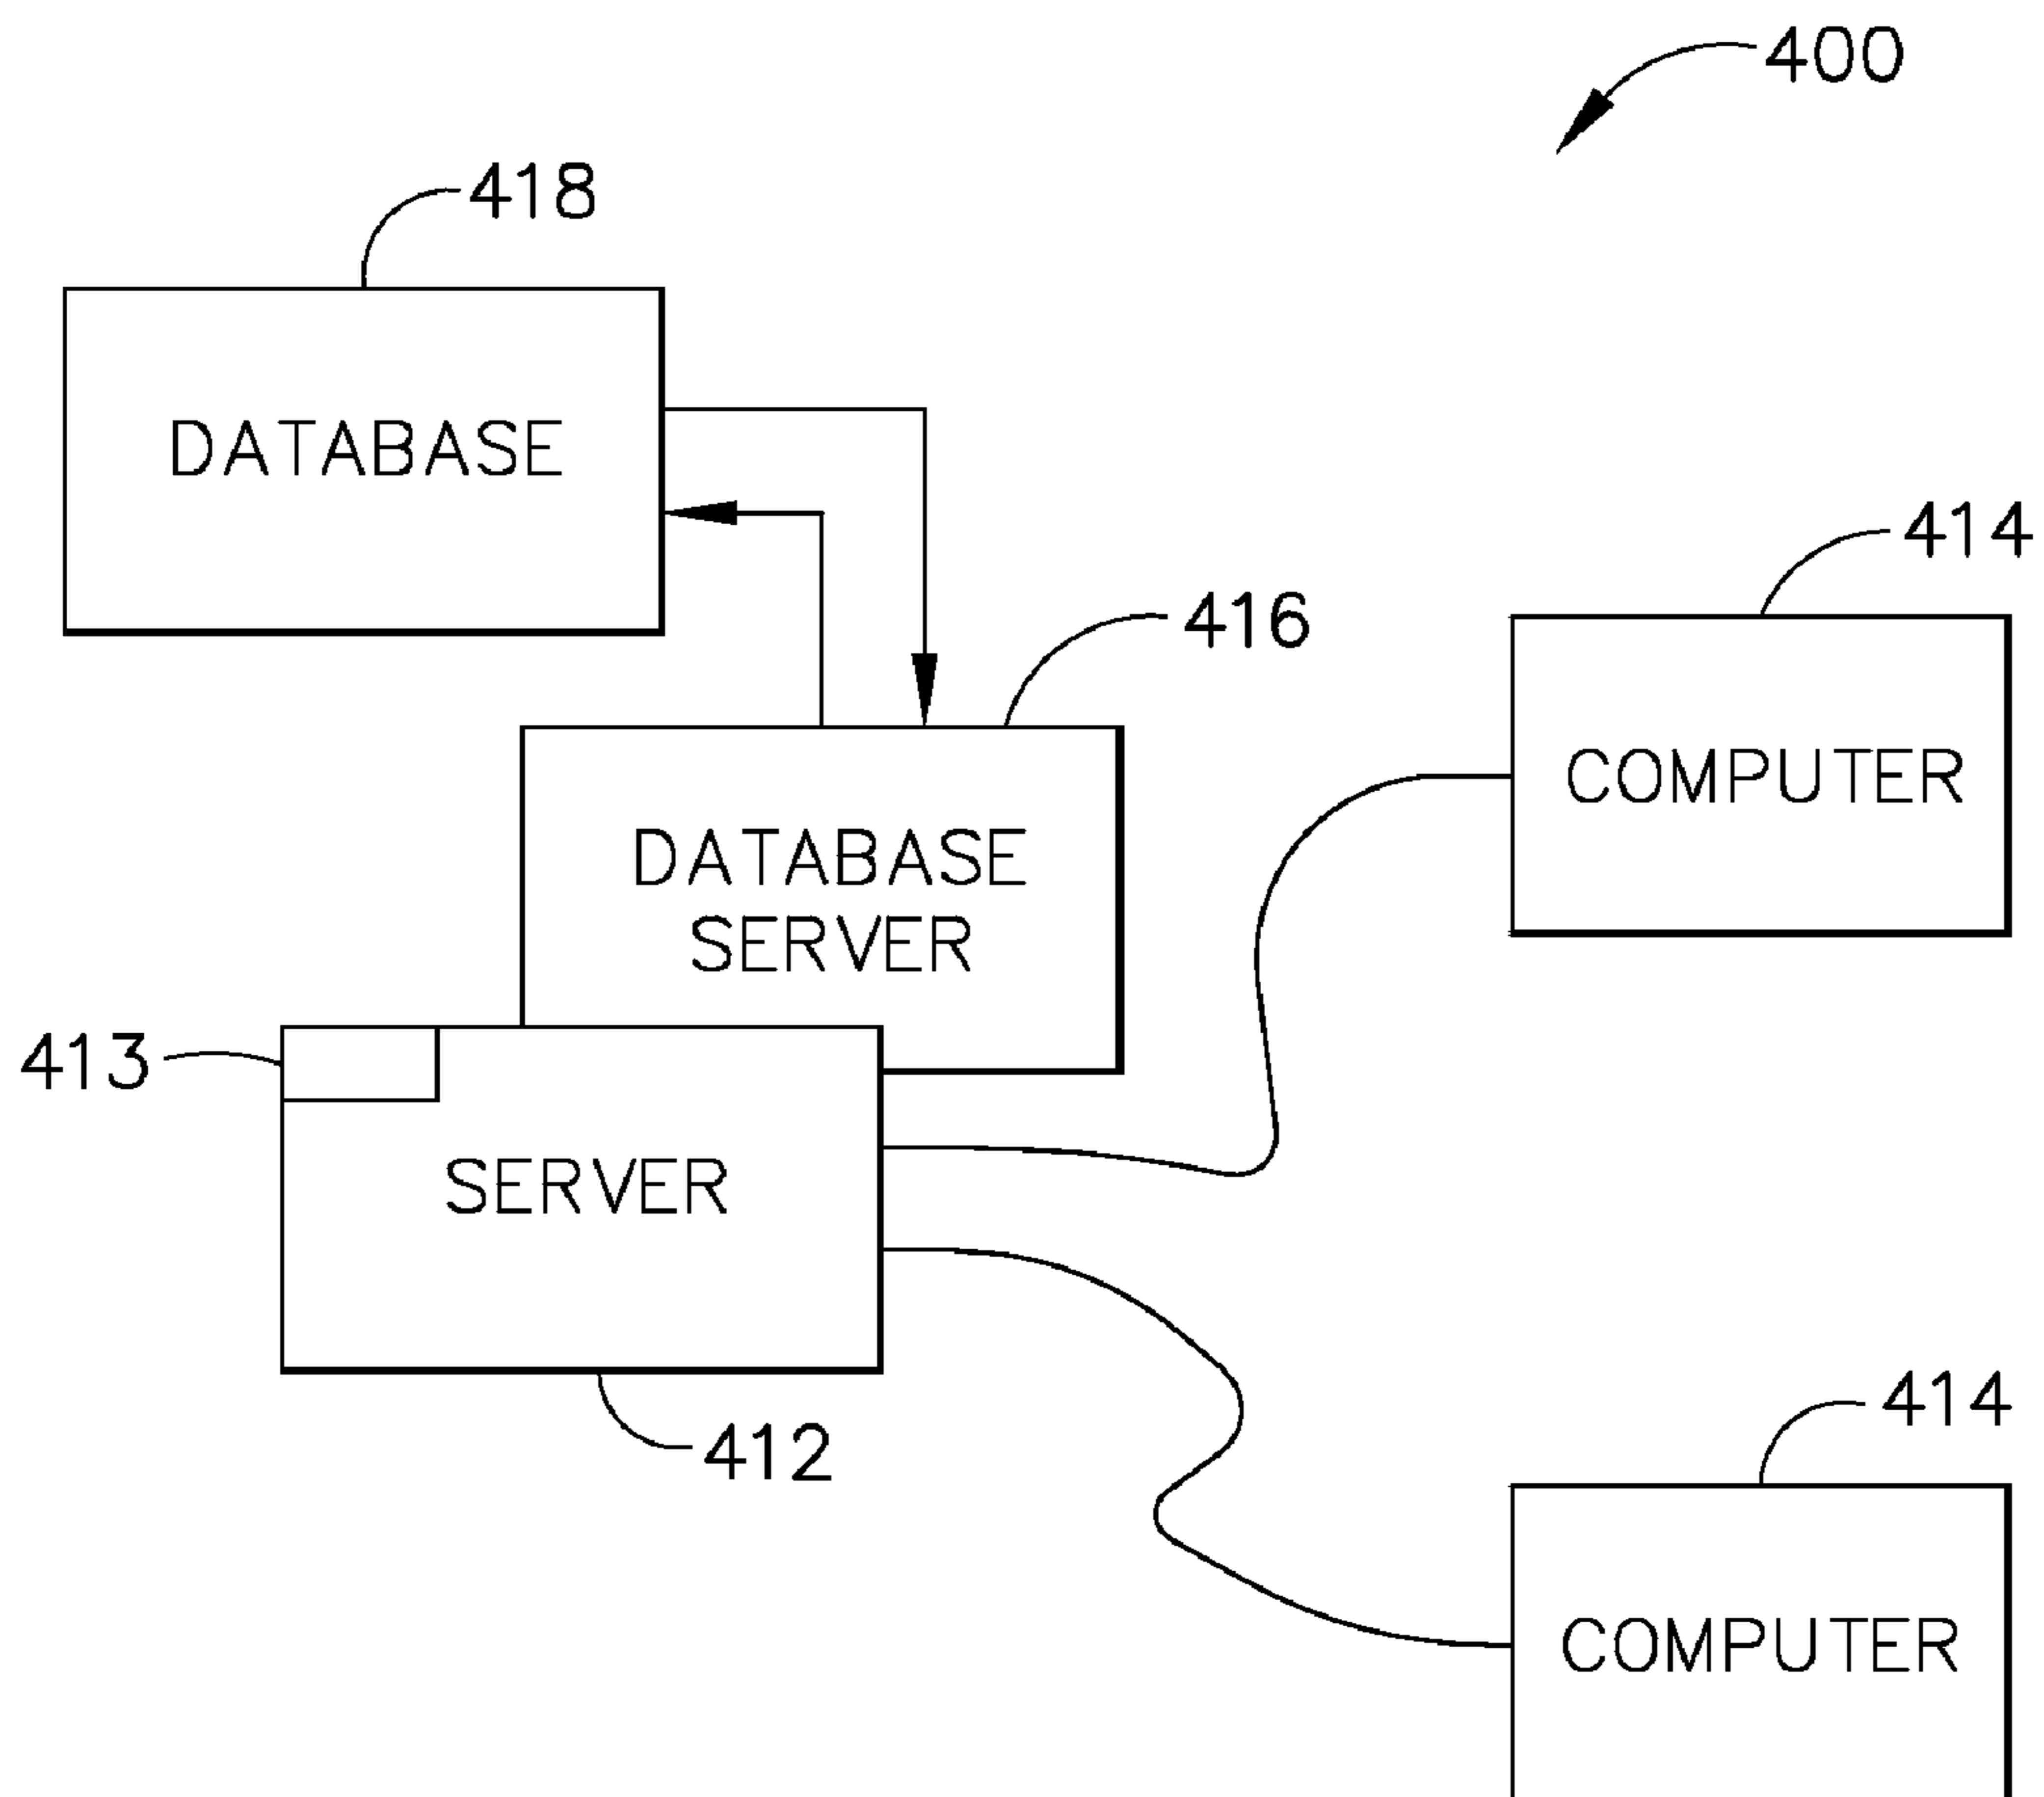 400
418
DATABASE
414
416
COMPUTER
DATABASE
SERVER
413
SERVER
412
414
COMPUTER